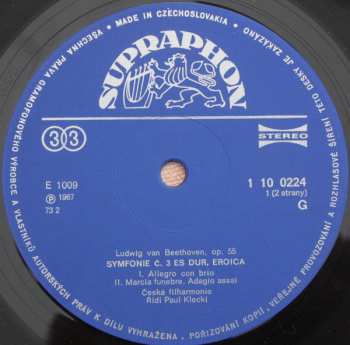 • MADE IN CZECHOSLOVAKIA •
VŠECHNA PRÁVA GRAMOFONOVÉHO VÝROBCE A VLASTNÍKŮ AUTORSKÝCH PRÁV K DÍLU VYHRAŽENA. POŘIZOVÁNÍ KOPIÍ, VEŘEJNÉ PROVOZOVÁNÍ A ROZHLASOVÉ ŠÍŘENÍ TÉTO DESKY JE ZAKÁZÁNO
SUPRAPHON
33
STEREO
E 1009
℗ 1967
73 2
1 10 0224
1 (2 strany)
G
Ludwig van Beethoven, op. 55
SYMFONIE Č. 3 ES DUR, EROICA
I. Allegro con brio
II. Marcia funebre. Adagio assai
Česká filharmonie
Řídí Paul Klecki